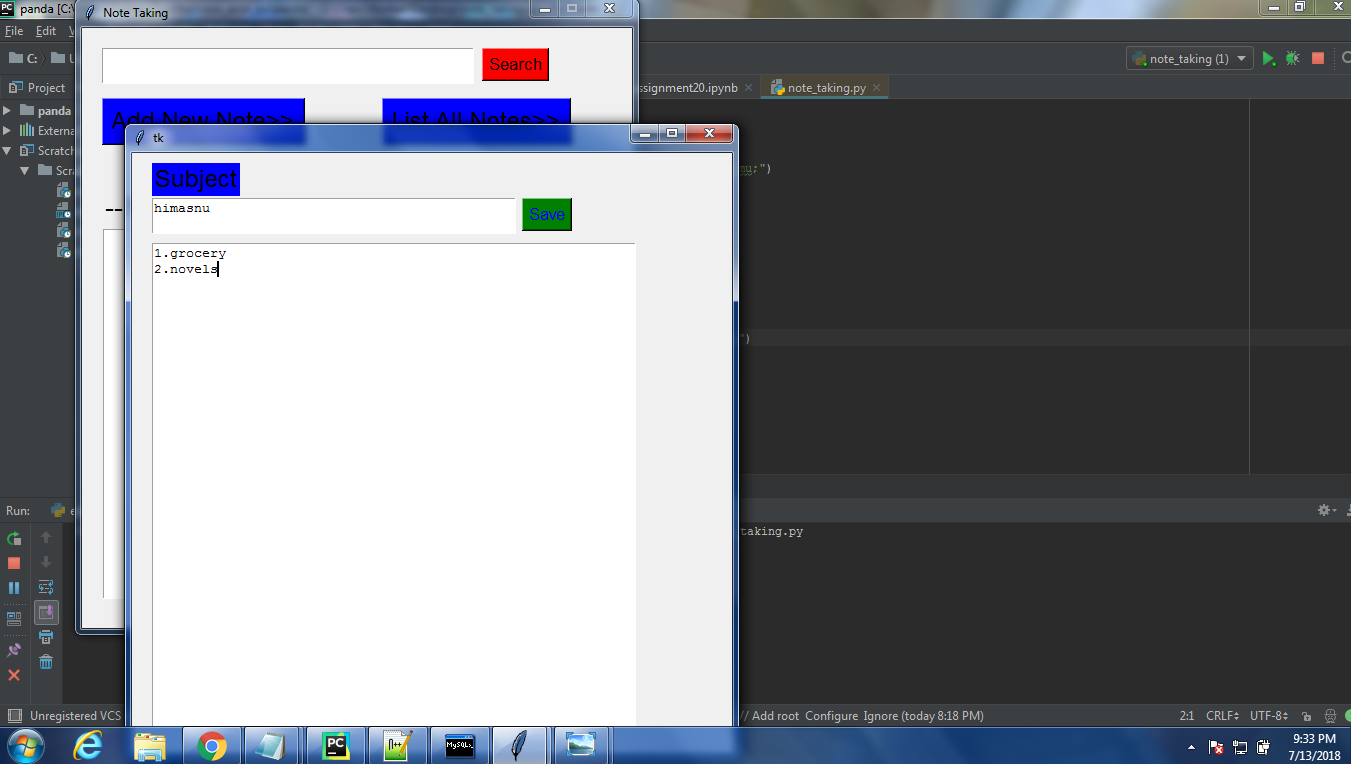 panda [C:\
Note Taking
File Edit
Search
C:
note_taking (1)
Project
ssignment20.ipynb
note_taking.py
Add New Note>>
List All Notes>>
panda
Externa
Scratch
Scra
tk
Subject
himasnu
Save
nu;")
--
1.grocery
2.novels
")
Run:
taking.py
Unregistered VCS
// Add root Configure Ignore (today 8:18 PM)
2:1 CRLF UTF-8
PC
MySQL
9:33 PM
7/13/2018